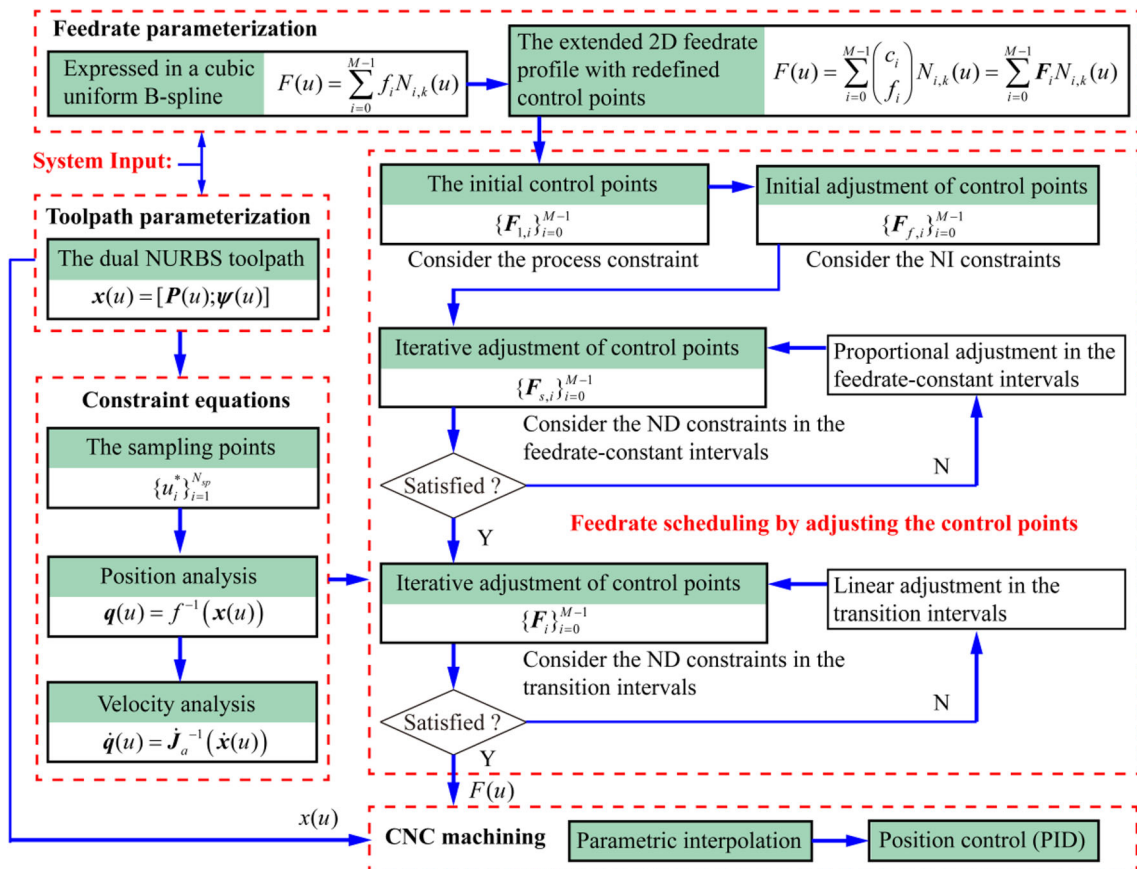 Feedrate parameterization
Expressed in a cubic
uniform B-spline
F(u) = \sum_{i=0}^{M-1} f_i N_{i,k}(u)
The extended 2D feedrate
profile with redefined
control points
F(u) = \sum_{i=0}^{M-1} \binom{c_i}{f_i} N_{i,k}(u) = \sum_{i=0}^{M-1} F_i N_{i,k}(u)
System Input:
Toolpath parameterization
The dual NURBS toolpath
x(u) = [P(u);ψ(u)]
Constraint equations
The sampling points
\{u_i^*\}_{i=1}^{N_{sp}}
Position analysis
q(u) = f^{-1}(x(u))
Velocity analysis
\dot{q}(u) = \dot{J}_a^{-1}(\dot{x}(u))
The initial control points
\{F_{1,i}\}_{i=0}^{M-1}
Consider the process constraint
Initial adjustment of control points
\{F_{f,i}\}_{i=0}^{M-1}
Consider the NI constraints
Iterative adjustment of control points
\{F_{s,i}\}_{i=0}^{M-1}
Proportional adjustment in the
feedrate-constant intervals
Consider the ND constraints in the
feedrate-constant intervals
Satisfied ?
N
Y
Feedrate scheduling by adjusting the control points
Iterative adjustment of control points
\{F_i\}_{i=0}^{M-1}
Linear adjustment in the
transition intervals
Consider the ND constraints in the
transition intervals
Satisfied ?
N
Y
F(u)
x(u)
CNC machining
Parametric interpolation
Position control (PID)